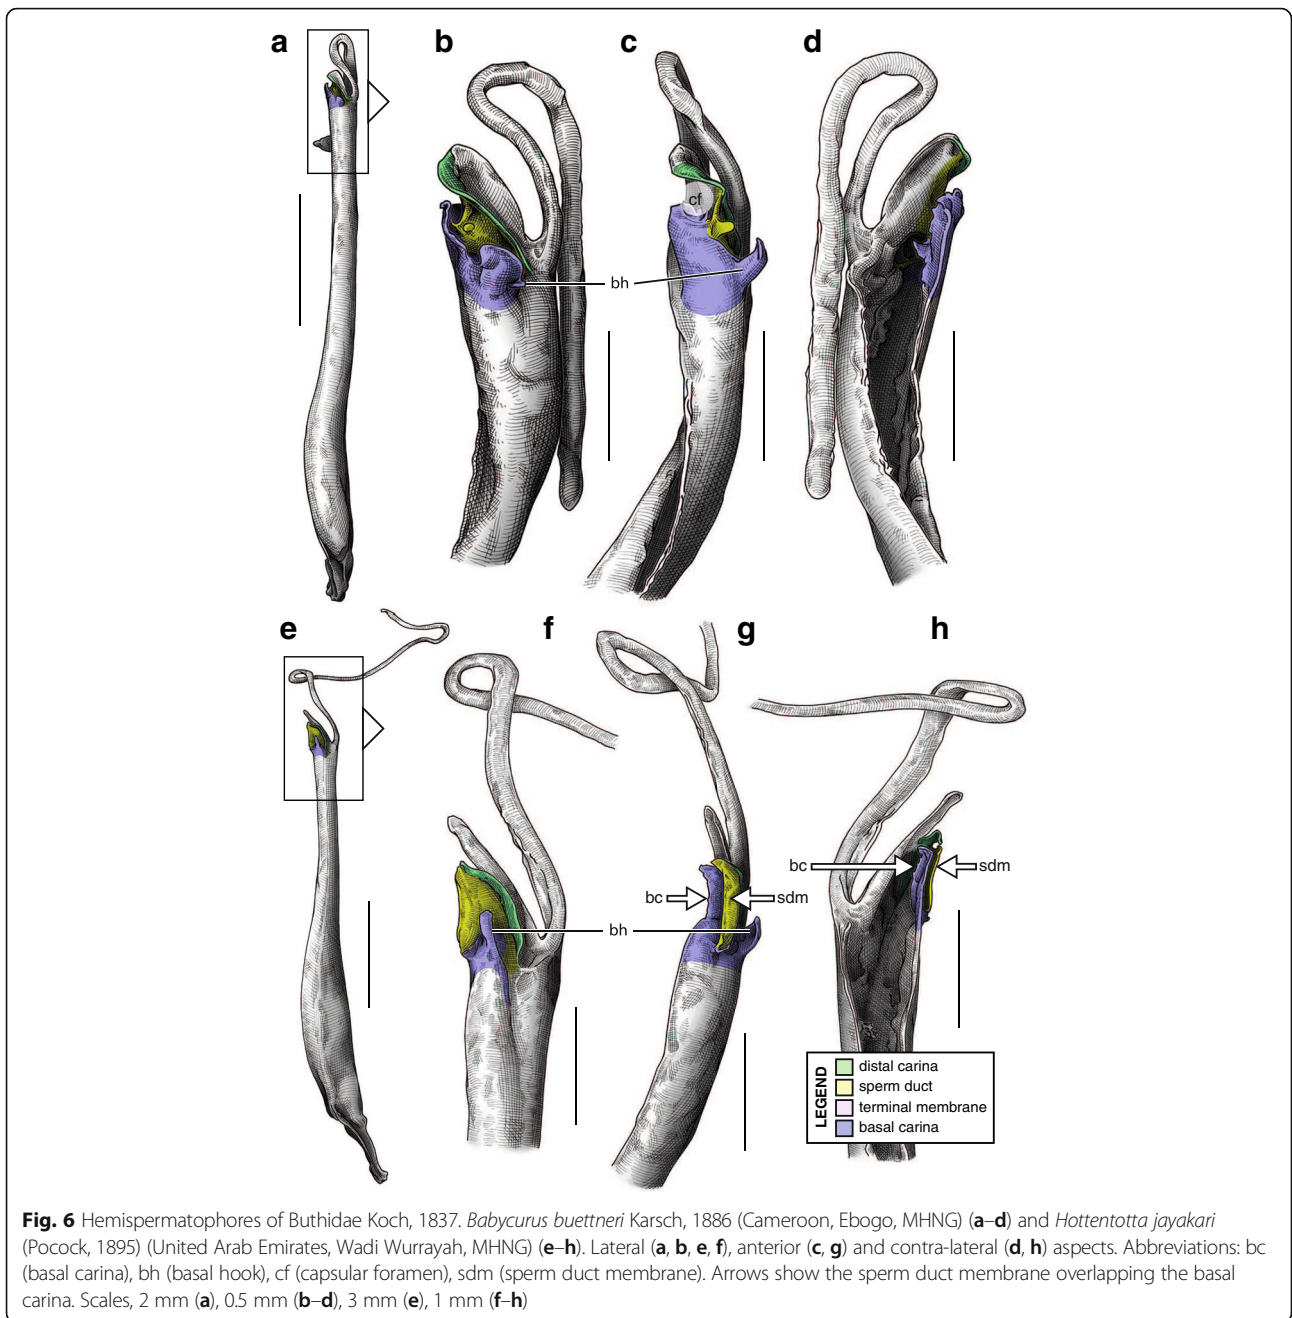 a
b
c
d
cf
bh
e
f
g
h
bc
sdm
bc
sdm
bh
LEGEND
distal carina
sperm duct
terminal membrane
basal carina
Fig. 6 Hemispermatophores of Buthidae Koch, 1837. Babycurus buettneri Karsch, 1886 (Cameroon, Ebogo, MHNG) (a–d) and Hottentotta jayakari
(Pocock, 1895) (United Arab Emirates, Wadi Wurrayah, MHNG) (e–h). Lateral (a, b, e, f), anterior (c, g) and contra-lateral (d, h) aspects. Abbreviations: bc
(basal carina), bh (basal hook), cf (capsular foramen), sdm (sperm duct membrane). Arrows show the sperm duct membrane overlapping the basal
carina. Scales, 2 mm (a), 0.5 mm (b–d), 3 mm (e), 1 mm (f–h)